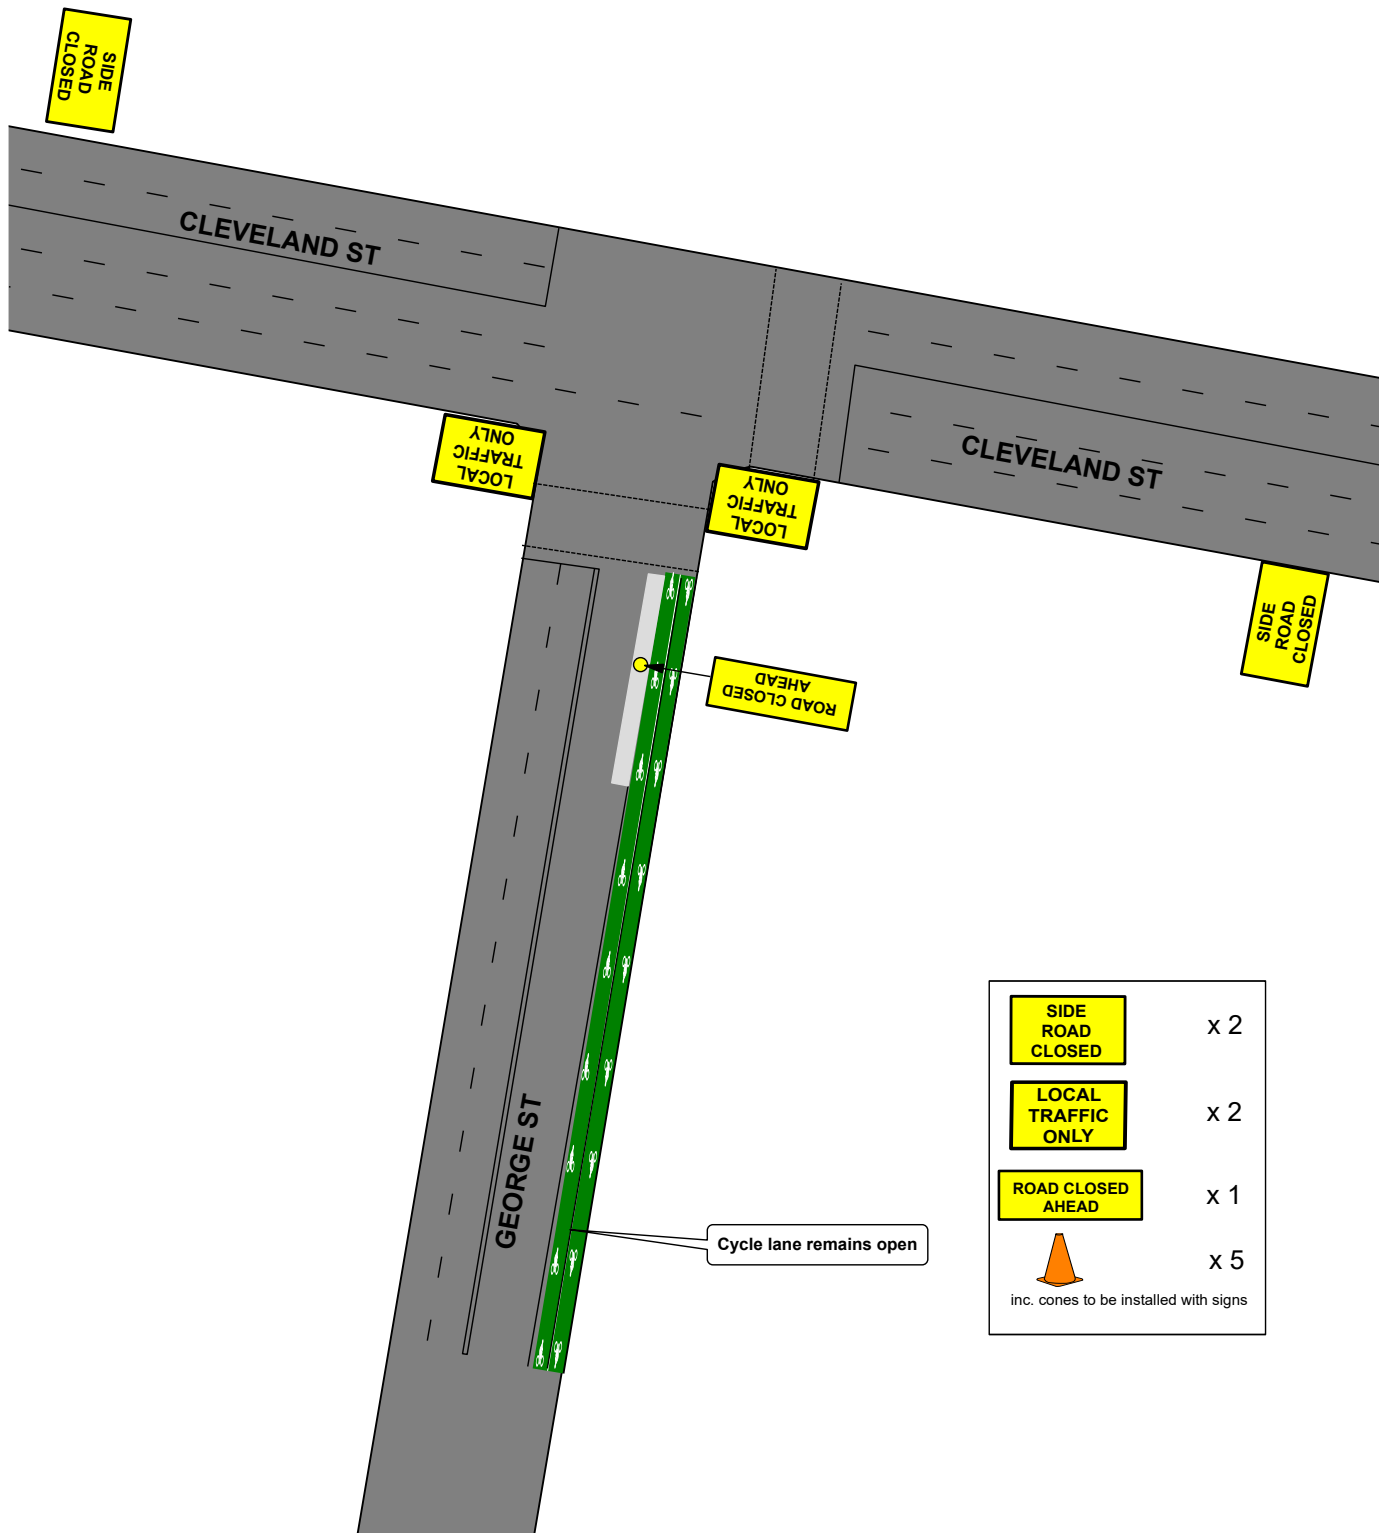 SIDE
ROAD
CLOSED
CLEVELAND ST
LOCAL
TRAFFIC
ONLY
LOCAL
TRAFFIC
ONLY
CLEVELAND ST
SIDE
ROAD
CLOSED
ROAD CLOSED
AHEAD
GEORGE ST
Cycle lane remains open
SIDE
ROAD
CLOSED
x 2
LOCAL
TRAFFIC
ONLY
x 2
ROAD CLOSED
AHEAD
x 1
x 5
inc. cones to be installed with signs